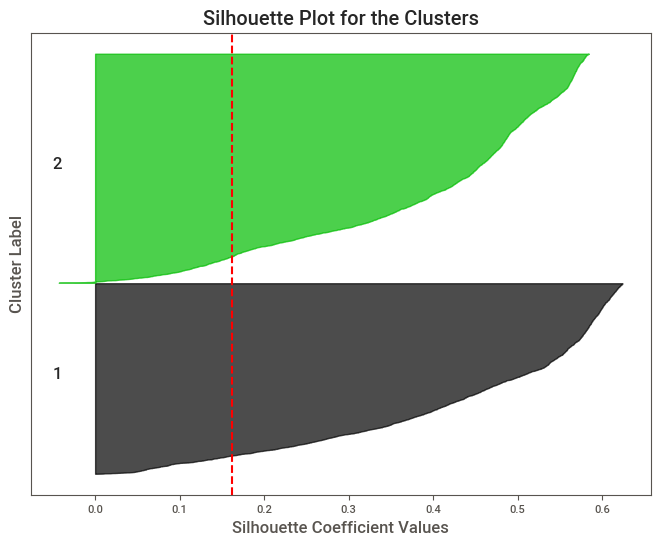 Silhouette Plot for the Clusters
2
1
Cluster Label
0.0 0.1 0.2 0.3 0.4 0.5 0.6
Silhouette Coefficient Values